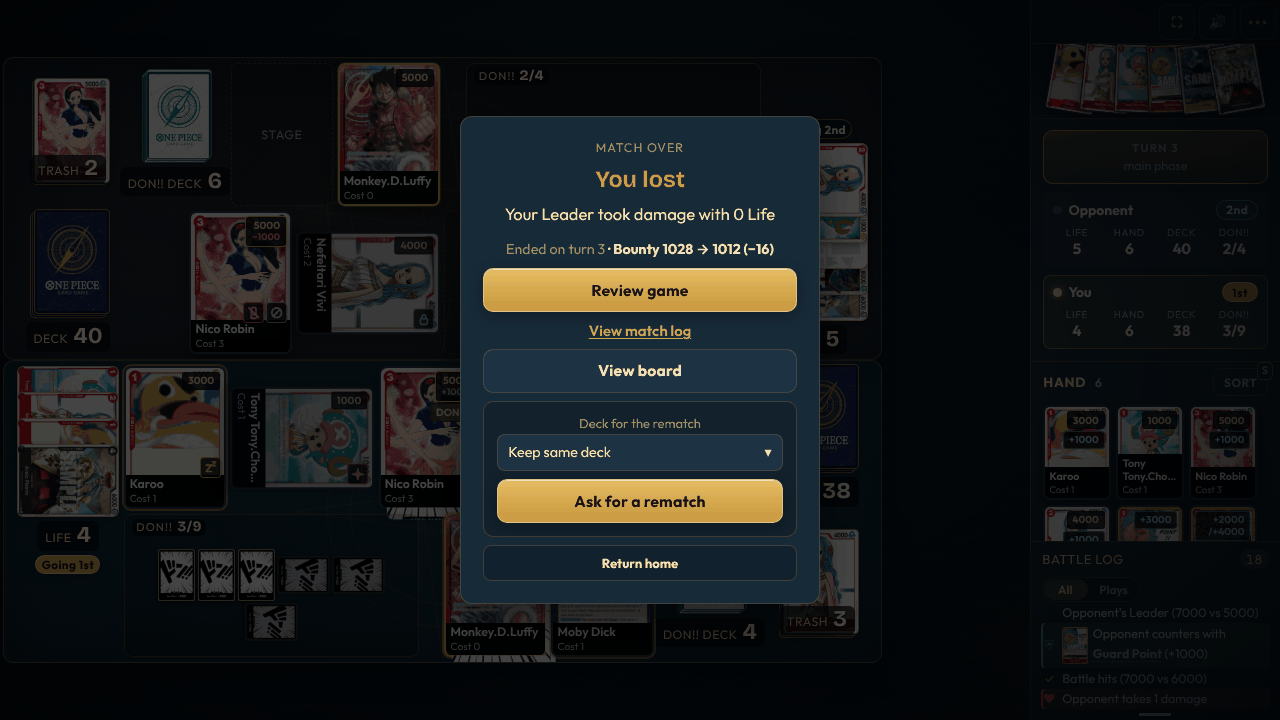 MATCH OVER
You lost
Your Leader took damage with 0 Life
Ended on turn 3 · Bounty 1028 → 1012 (−16)
Review game
View match log
View board
Deck for the rematch
Keep same deck ▾
Ask for a rematch
Return home
TRASH 2
DON!! DECK 6
STAGE
5000
Monkey.D.Luffy
Cost 0
DON!! 2/4
2nd
DECK 40
ONE PIECE
CARD GAME
5000
−1000
Nico Robin
Cost 3
Nefeltari Vivi
Cost 2
4000
5
LIFE 4
Going 1st
3000
Karoo
Cost 1
Tony Tony.Cho...
Cost 1
1000
Nico Robin
Cost 3
DON!! 3/9
Monkey.D.Luffy
Cost 0
Moby Dick
Cost 1
DON!! DECK 4
38
TRASH 3
TURN 3
main phase
Opponent
2nd
LIFE HAND DECK DON!!
5 6 40 2/4
You
1st
LIFE HAND DECK DON!!
4 6 38 3/9
HAND 6
SORT
S
3000
+1000
Karoo
Cost 1
1000
Tony
Tony.Cho...
Cost 1
5000
+1000
Nico Robin
Cost 3
4000
+1000
+3000
+2000
/+4000
BATTLE LOG
18
All
Plays
Opponent's Leader (7000 vs 5000)
Opponent counters with
Guard Point (+1000)
Battle hits (7000 vs 6000)
Opponent takes 1 damage